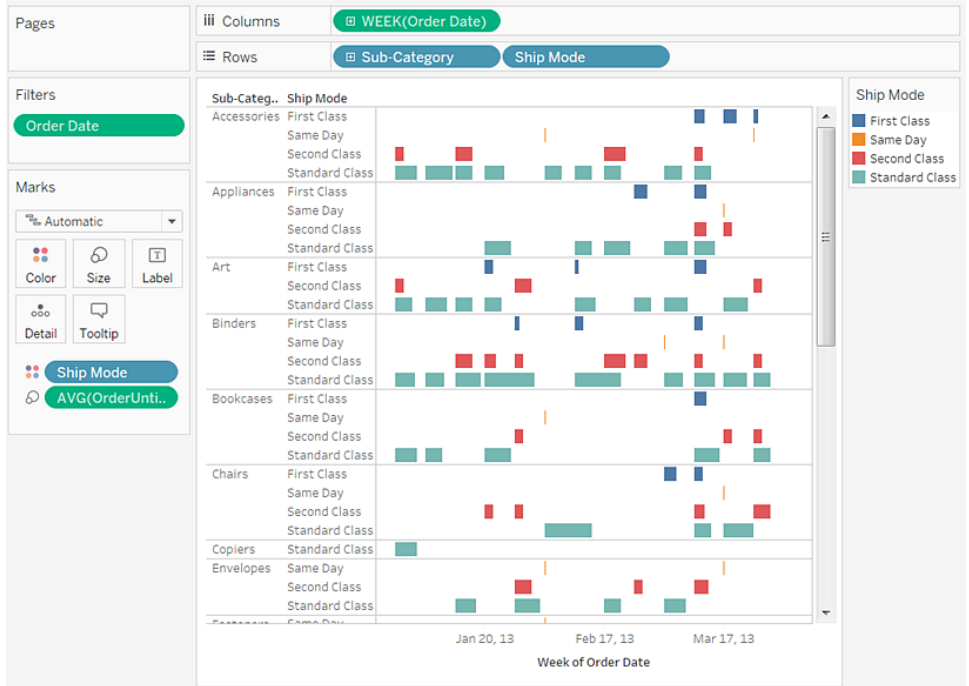 Pages
Columns
WEEK(Order Date)
Rows
Sub-Category
Ship Mode
Filters
Order Date
Marks
Automatic
Color
Size
Label
Detail
Tooltip
Ship Mode
AVG(OrderUnti..
Sub-Categ.. Ship Mode
Accessories First Class
Same Day
Second Class
Standard Class
Appliances First Class
Same Day
Second Class
Standard Class
Art First Class
Second Class
Standard Class
Binders First Class
Same Day
Second Class
Standard Class
Bookcases First Class
Same Day
Second Class
Standard Class
Chairs First Class
Same Day
Second Class
Standard Class
Copiers Standard Class
Envelopes Same Day
Second Class
Standard Class
Fasteners Same Day
Jan 20, 13 Feb 17, 13 Mar 17, 13
Week of Order Date
Ship Mode
First Class
Same Day
Second Class
Standard Class